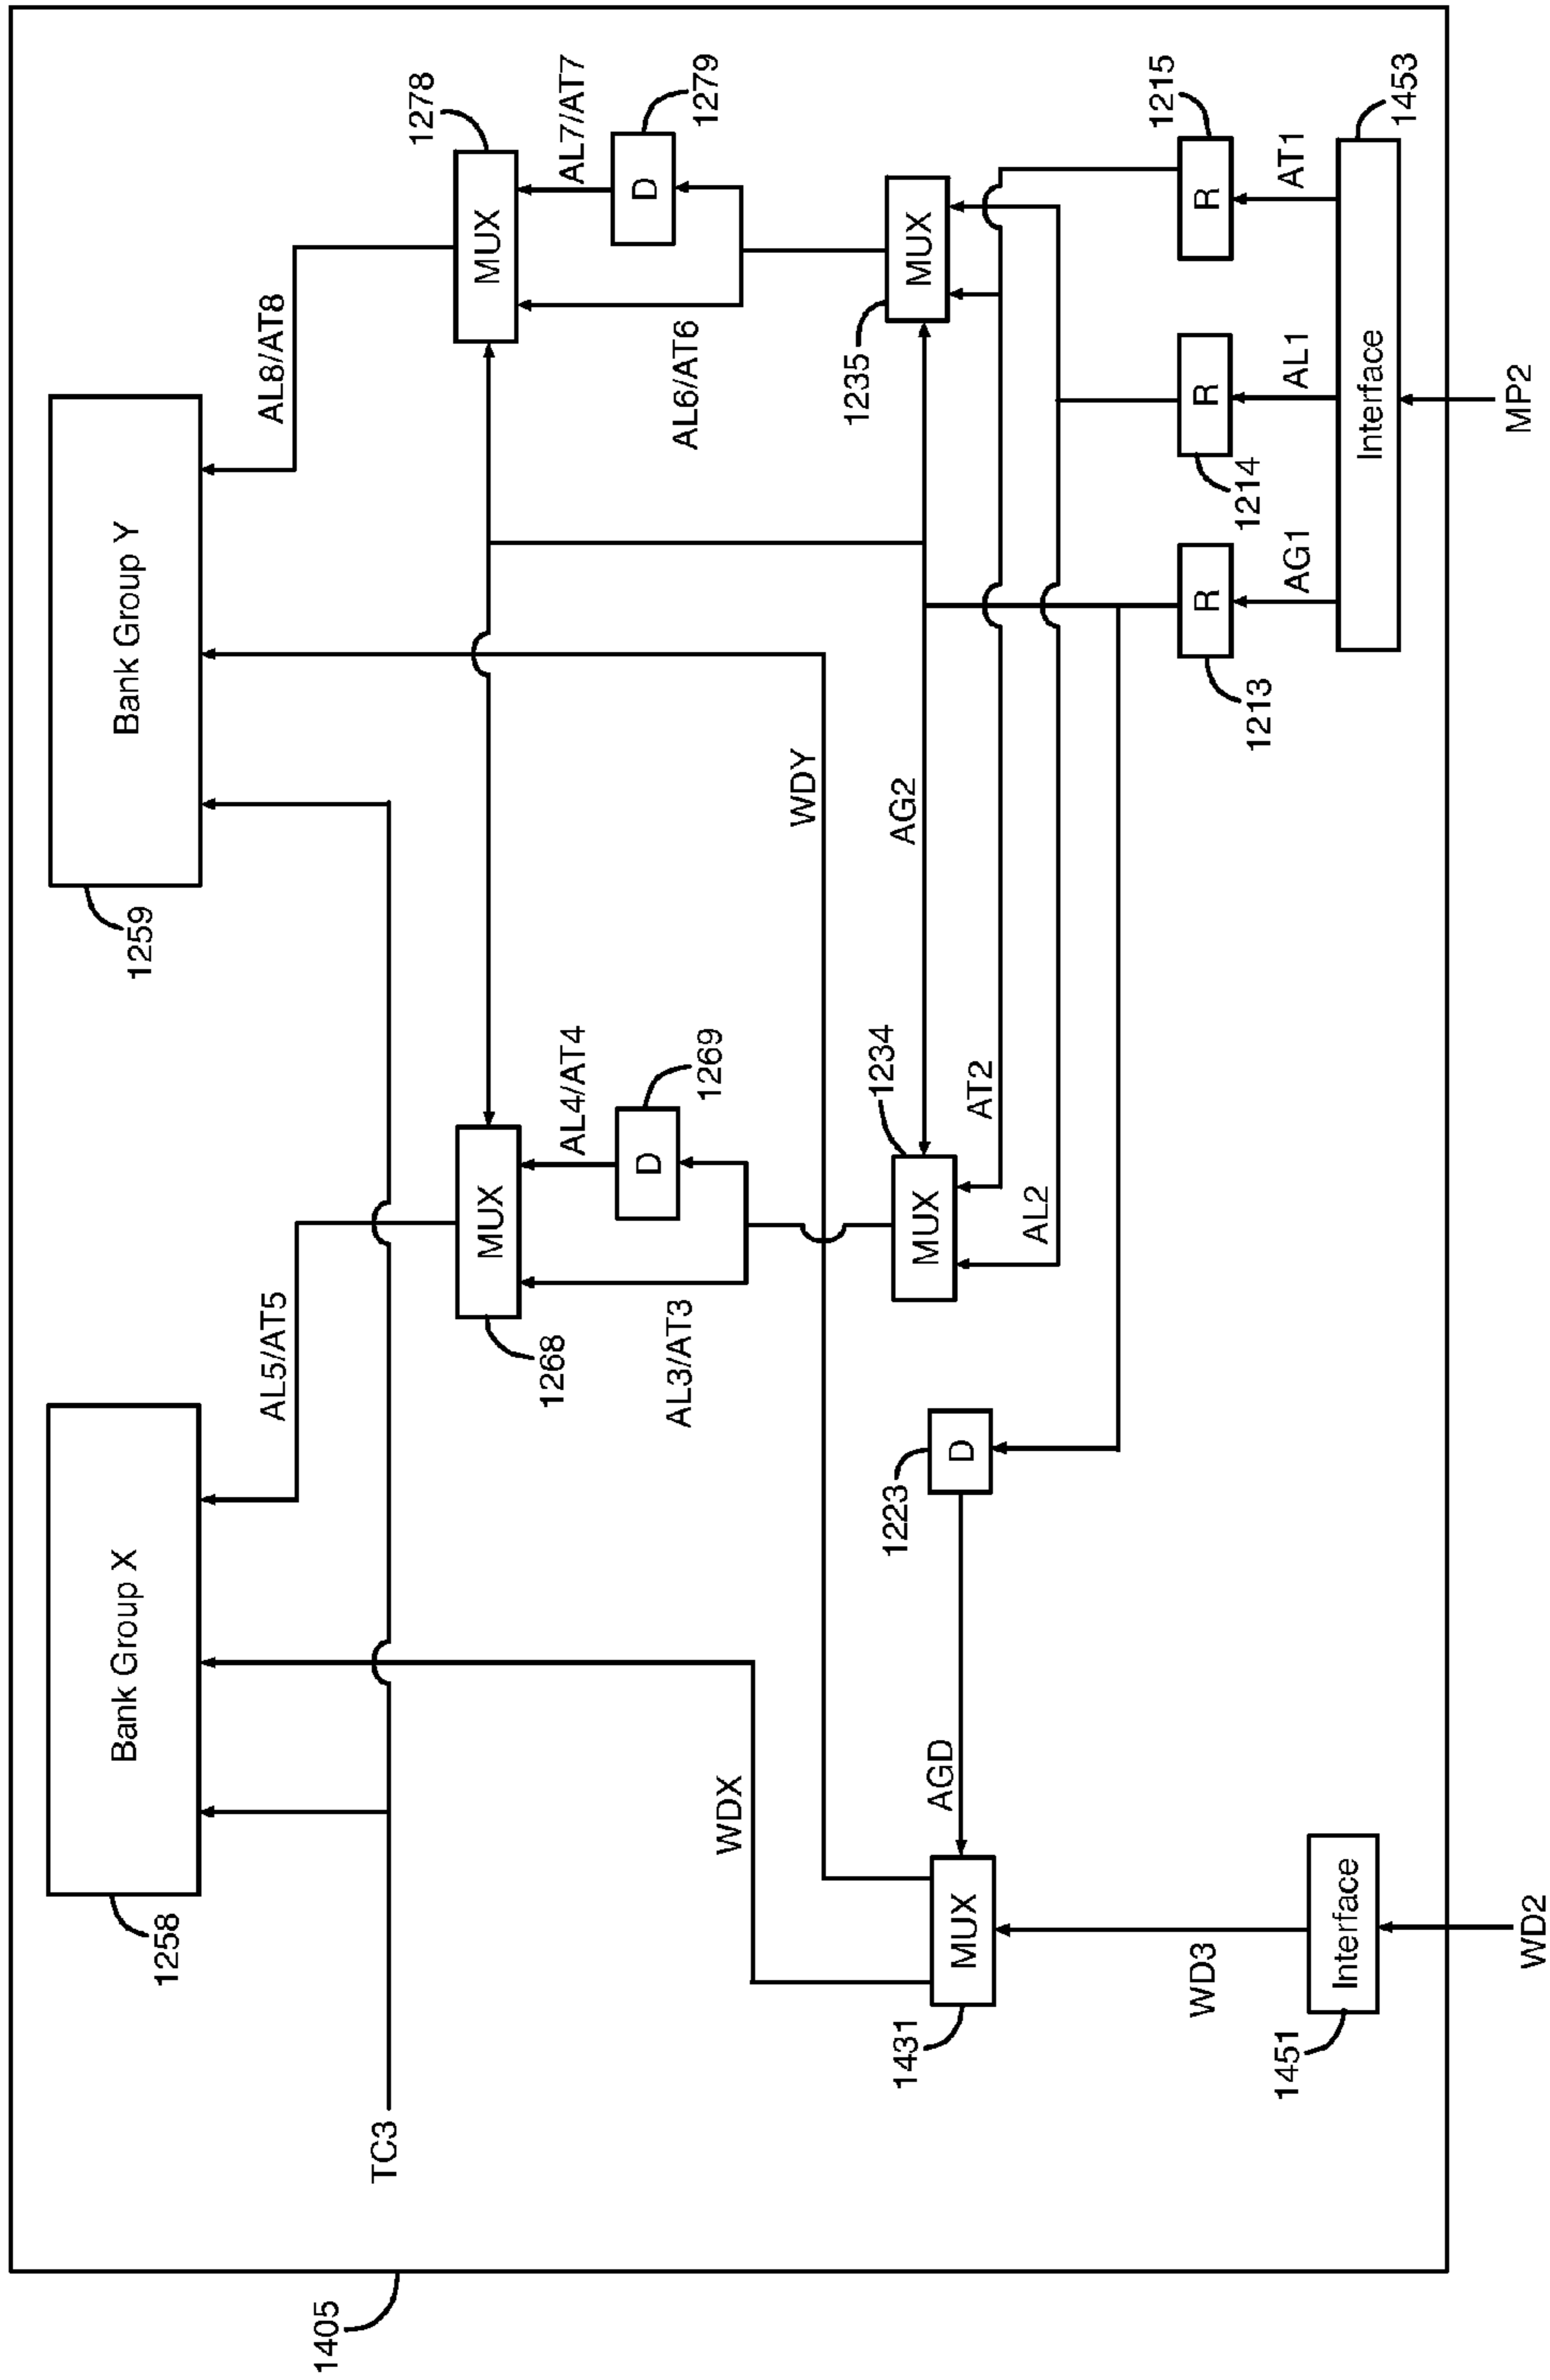 1405
TC3
1258
Bank Group X
1259
Bank Group Y
AL5/AT5
AL8/AT8
1268
MUX
AL4/AT4
1269
D
AL3/AT3
1278
MUX
AL7/AT7
1279
D
AL6/AT6
WDX
WDY
1431
MUX
AGD
1223
D
MUX
1234
AG2
1235
MUX
AT2
AL2
WD3
1213
R
1214
R
1215
R
AG1
AL1
AT1
1451
Interface
Interface
1453
WD2
MP2